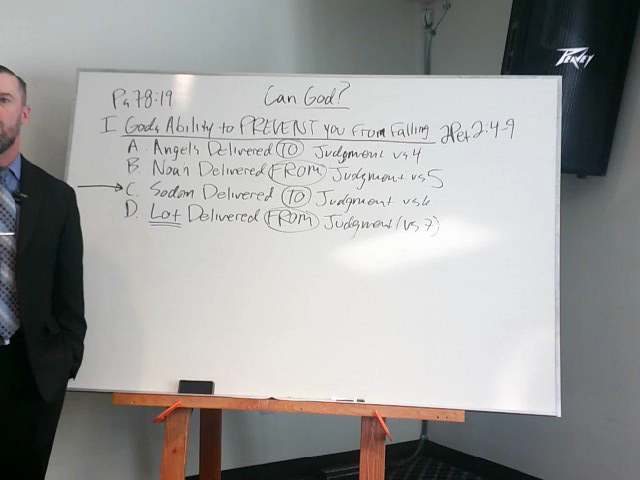 PEAVEY
Ps 78:19 Can God?
I Gods Ability to PREVENT you From Falling 2Pet 2:4-9
A. Angels Delivered TO Judgment vs4
B. Noah Delivered FROM Judgment vs5
→ C. Sodom Delivered TO Judgment vs6
D. Lot Delivered FROM Judgment (vs7)